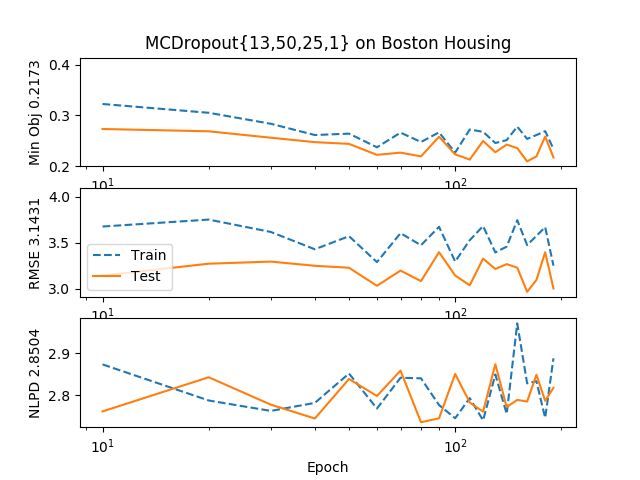 MCDropout{13,50,25,1} on Boston Housing
Min Obj 0.2173
0.4
0.3
0.2
10¹
10²
RMSE 3.1431
4.0
3.5
3.0
Train
Test
10¹
10²
NLPD 2.8504
2.9
2.8
10¹
10²
Epoch